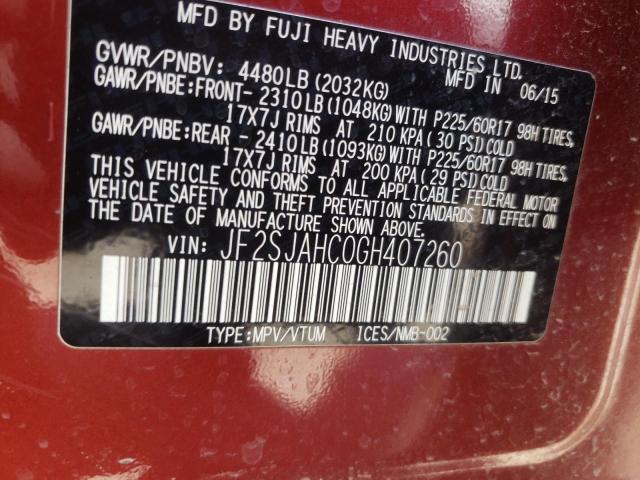 MFD BY FUJI HEAVY INDUSTRIES LTD.
GVWR/PNBV: 4480LB (2032KG) MFD IN 06/15
GAWR/PNBE:FRONT- 2310LB (1048KG) WITH P225/60R17 98H TIRES,
17X7J RIMS AT 210 KPA (30 PSI) COLD
GAWR/PNBE:REAR - 2410LB (1093KG) WITH P225/60R17 98H TIRES,
17X7J RIMS AT 200 KPA (29 PSI) COLD
THIS VEHICLE CONFORMS TO ALL APPLICABLE FEDERAL MOTOR
VEHICLE SAFETY AND THEFT PREVENTION STANDARDS IN EFFECT ON
THE DATE OF MANUFACTURE SHOWN ABOVE.
VIN: JF2SJAHC0GH407260
TYPE:MPV/VTUM ICES/NMB-002